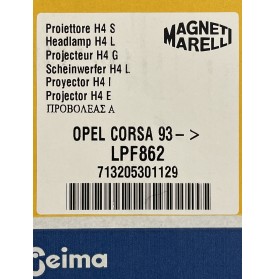 Proiettore H4 S
Headlamp H4 L
Projecteur H4 G
Scheinwerfer H4 L
Proyector H4 I
Projector H4 E
ΠΡΟΒΟΛΕΑΣ Α
MAGNETI
MARELLI
OPEL CORSA 93->
LPF862
713205301129
Seima